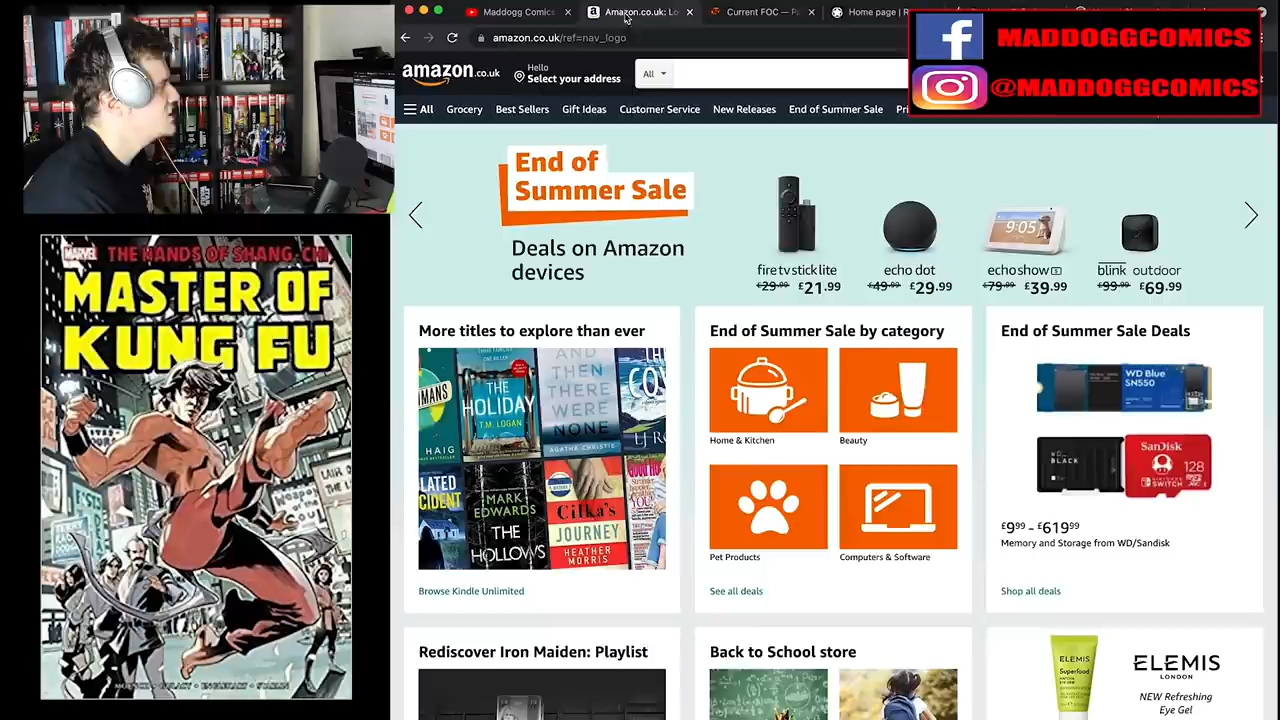 Maddogg Comics
Amazon.co.uk: Lo
Current FOC — P
Home page | R
amazon.co.uk/ref=nav_logo
MADDOGGCOMICS
@MADDOGGCOMICS
amazon.co.uk
Hello
Select your address
All
All
Grocery
Best Sellers
Gift Ideas
Customer Service
New Releases
End of Summer Sale
End of
Summer Sale
Deals on Amazon
devices
fire tv stick lite
£29.99 £21.99
echo dot
£49.99 £29.99
9:05
echo show 5
£79.99 £39.99
blink outdoor
£99.99 £69.99
MARVEL THE HANDS OF SHANG-CHI
MASTER OF
KUNG FU
More titles to explore than ever
THE
HOLIDAY
T.M. LOGAN
AND
THEN
THERE
WERE
NONE
AGATHA CHRISTIE
HAIG
MARK
EDWARDS
THE
HOLLOWS
Cilka's
JOURNEY
HEATHER
MORRIS
Browse Kindle Unlimited
End of Summer Sale by category
Home & Kitchen
Beauty
Pet Products
Computers & Software
See all deals
End of Summer Sale Deals
WD Blue
SN550
WD_BLACK
SanDisk
128
£9.99 - £619.99
Memory and Storage from WD/Sandisk
Shop all deals
Rediscover Iron Maiden: Playlist
Back to School store
ELEMIS
Superfood
ELEMIS
LONDON
NEW Refreshing
Eye Gel